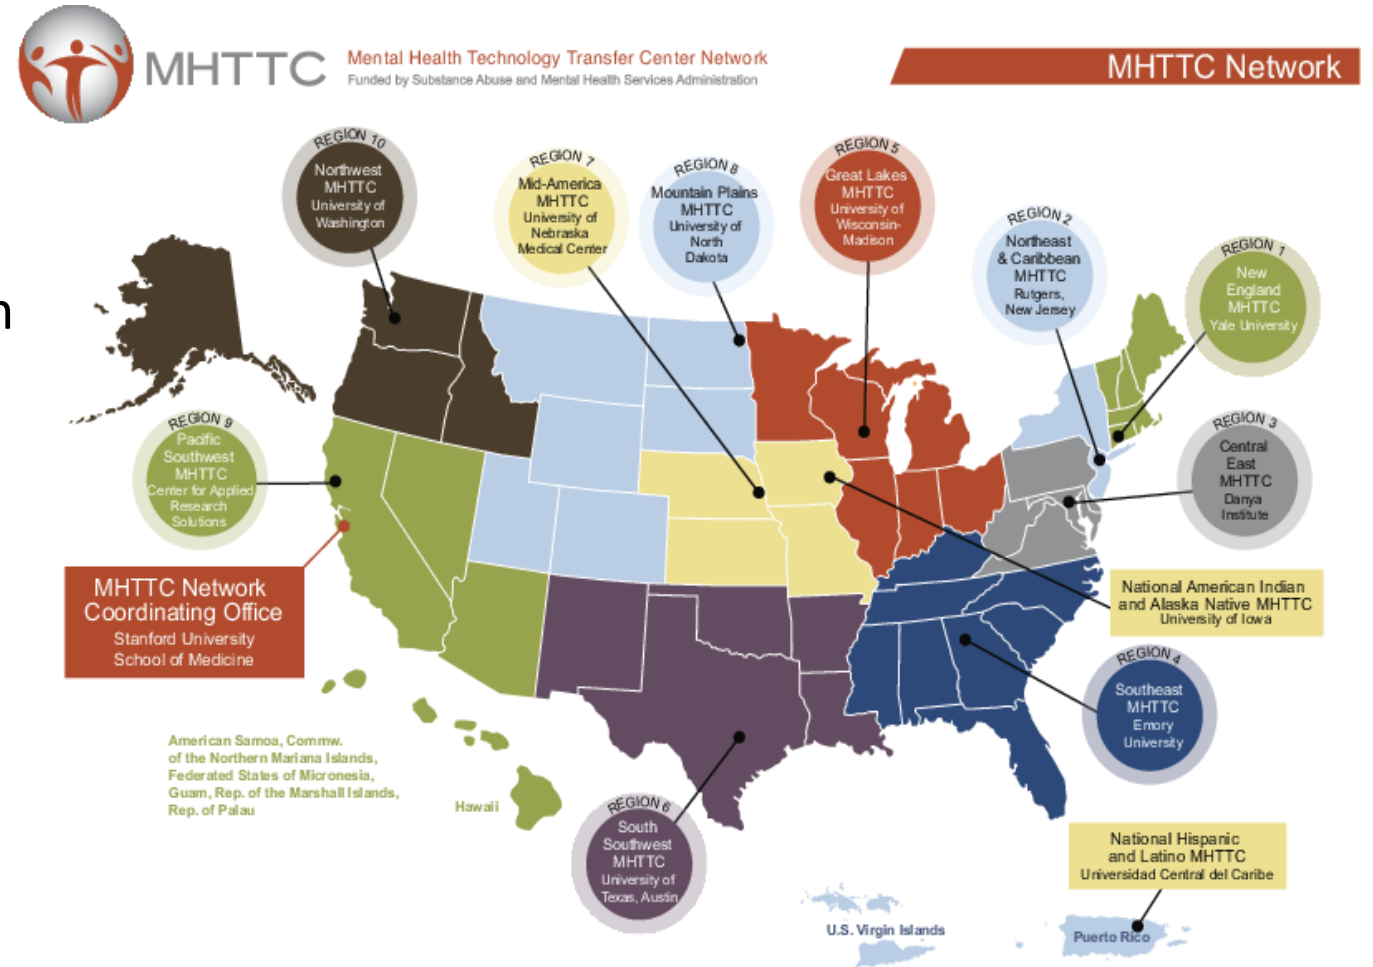 MHTTC
Mental Health Technology Transfer Center Network
Funded by Substance Abuse and Mental Health Services Administration
MHTTC Network
REGION 10
Northwest
MHTTC
University of
Washington
REGION 7
Mid-America
MHTTC
University of
Nebraska
Medical Center
REGION 8
Mountain Plains
MHTTC
University of
North
Dakota
REGION 5
Great Lakes
MHTTC
University of
Wisconsin-
Madison
REGION 2
Northeast
& Caribbean
MHTTC
Rutgers,
New Jersey
REGION 1
New
England
MHTTC
Yale University
n
REGION 9
Pacific
Southwest
MHTTC
Center for Applied
Research
Solutions
REGION 3
Central
East
MHTTC
Danya
Institute
MHTTC Network
Coordinating Office
Stanford University
School of Medicine
National American Indian
and Alaska Native MHTTC
University of Iowa
REGION 4
Southeast
MHTTC
Emory
University
American Samoa, Commw.
of the Northern Mariana Islands,
Federated States of Micronesia,
Guam, Rep. of the Marshall Islands,
Rep. of Palau
Hawaii
REGION 6
South
Southwest
MHTTC
University of
Texas, Austin
National Hispanic
and Latino MHTTC
Universidad Central del Caribe
U.S. Virgin Islands
Puerto Rico